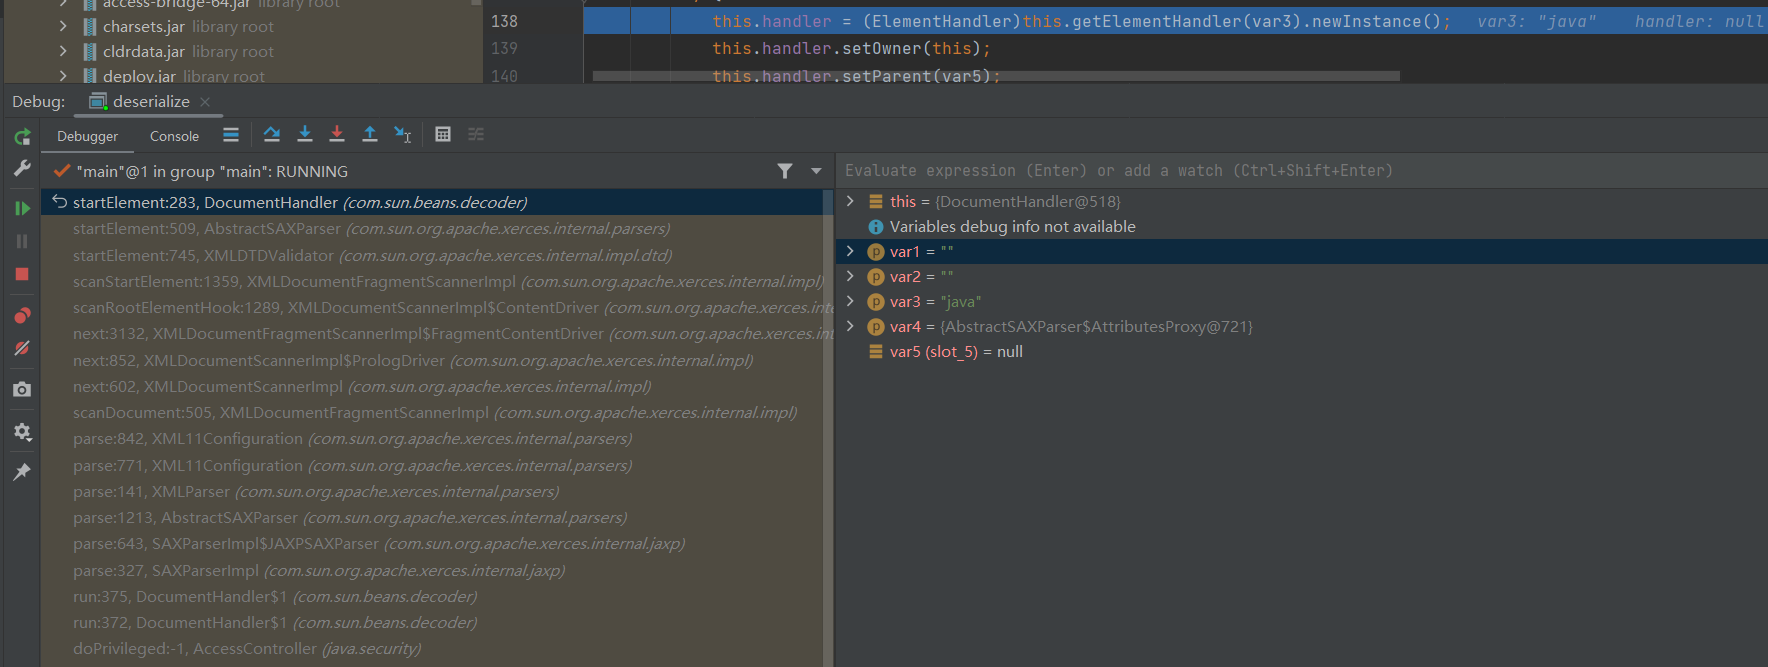 access-bridge-64.jar library root
charsets.jar library root
cldrdata.jar library root
deploy.jar library root
138 this.handler = (ElementHandler)this.getElementHandler(var3).newInstance(); var3: "java" handler: null
139 this.handler.setOwner(this);
140 this.handler.setParent(var5);
Debug: deserialize
Debugger Console
"main"@1 in group "main": RUNNING
startElement:283, DocumentHandler (com.sun.beans.decoder)
startElement:509, AbstractSAXParser (com.sun.org.apache.xerces.internal.parsers)
startElement:745, XMLDTDValidator (com.sun.org.apache.xerces.internal.impl.dtd)
scanStartElement:1359, XMLDocumentFragmentScannerImpl (com.sun.org.apache.xerces.internal.impl)
scanRootElementHook:1289, XMLDocumentScannerImpl$ContentDriver (com.sun.org.apache.xerces.inte
next:3132, XMLDocumentFragmentScannerImpl$FragmentContentDriver (com.sun.org.apache.xerces.int
next:852, XMLDocumentScannerImpl$PrologDriver (com.sun.org.apache.xerces.internal.impl)
next:602, XMLDocumentScannerImpl (com.sun.org.apache.xerces.internal.impl)
scanDocument:505, XMLDocumentFragmentScannerImpl (com.sun.org.apache.xerces.internal.impl)
parse:842, XML11Configuration (com.sun.org.apache.xerces.internal.parsers)
parse:771, XML11Configuration (com.sun.org.apache.xerces.internal.parsers)
parse:141, XMLParser (com.sun.org.apache.xerces.internal.parsers)
parse:1213, AbstractSAXParser (com.sun.org.apache.xerces.internal.parsers)
parse:643, SAXParserImpl$JAXPSAXParser (com.sun.org.apache.xerces.internal.jaxp)
parse:327, SAXParserImpl (com.sun.org.apache.xerces.internal.jaxp)
run:375, DocumentHandler$1 (com.sun.beans.decoder)
run:372, DocumentHandler$1 (com.sun.beans.decoder)
doPrivileged:-1, AccessController (java.security)
Evaluate expression (Enter) or add a watch (Ctrl+Shift+Enter)
this = {DocumentHandler@518}
Variables debug info not available
var1 = ""
var2 = ""
var3 = "java"
var4 = {AbstractSAXParser$AttributesProxy@721}
var5 (slot_5) = null